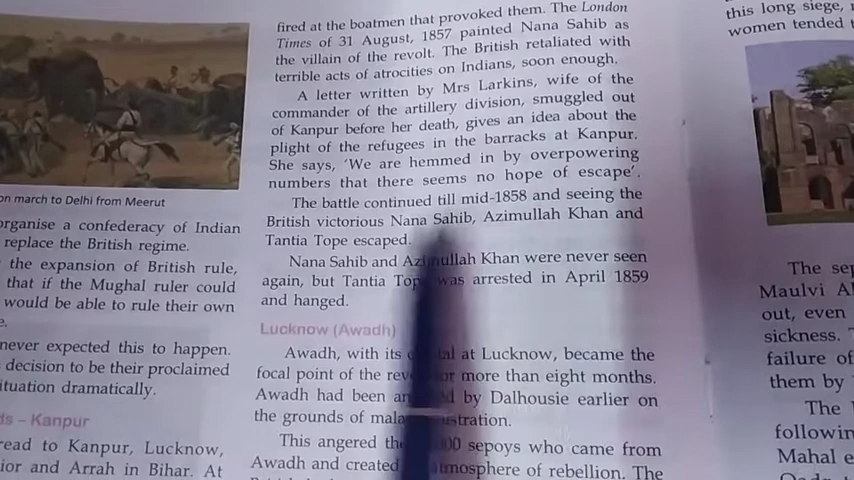 on march to Delhi from Meerut
organise a confederacy of Indian
replace the British regime.
the expansion of British rule,
that if the Mughal ruler could
would be able to rule their own
never expected this to happen.
decision to be their proclaimed
ituation dramatically.
ds – Kanpur
read to Kanpur, Lucknow,
ior and Arrah in Bihar. At
fired at the boatmen that provoked them. The London
Times of 31 August, 1857 painted Nana Sahib as
the villain of the revolt. The British retaliated with
terrible acts of atrocities on Indians, soon enough.
A letter written by Mrs Larkins, wife of the
commander of the artillery division, smuggled out
of Kanpur before her death, gives an idea about the
plight of the refugees in the barracks at Kanpur.
She says, ‘We are hemmed in by overpowering
numbers that there seems no hope of escape’.
The battle continued till mid-1858 and seeing the
British victorious Nana Sahib, Azimullah Khan and
Tantia Tope escaped.
Nana Sahib and Azimullah Khan were never seen
again, but Tantia Tope was arrested in April 1859
and hanged.
Lucknow (Awadh)
Awadh, with its at Lucknow, became the
focal point of the more than eight months.
Awadh had been by Dalhousie earlier on
the grounds of
This angered sepoys who came from
Awadh and created atmosphere of rebellion. The
this long siege,
women tended t
The sep
Maulvi A
out, even
sickness.
failure of
them by
The
following
Mahal e